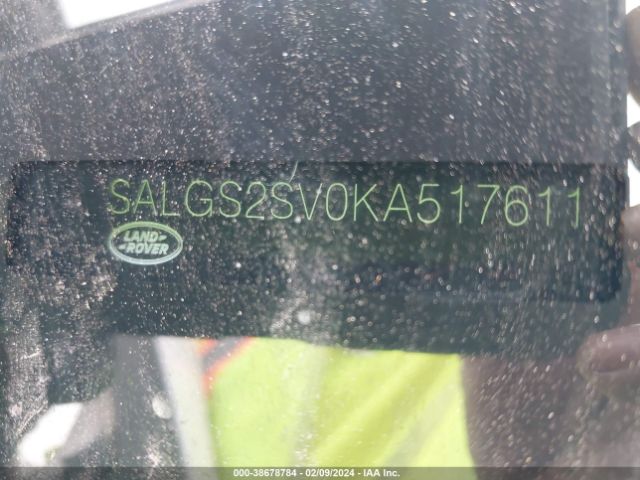 SALGS2SV0KA517611
LAND-
-ROVER
000-38678784 - 02/09/2024 - IAA Inc.